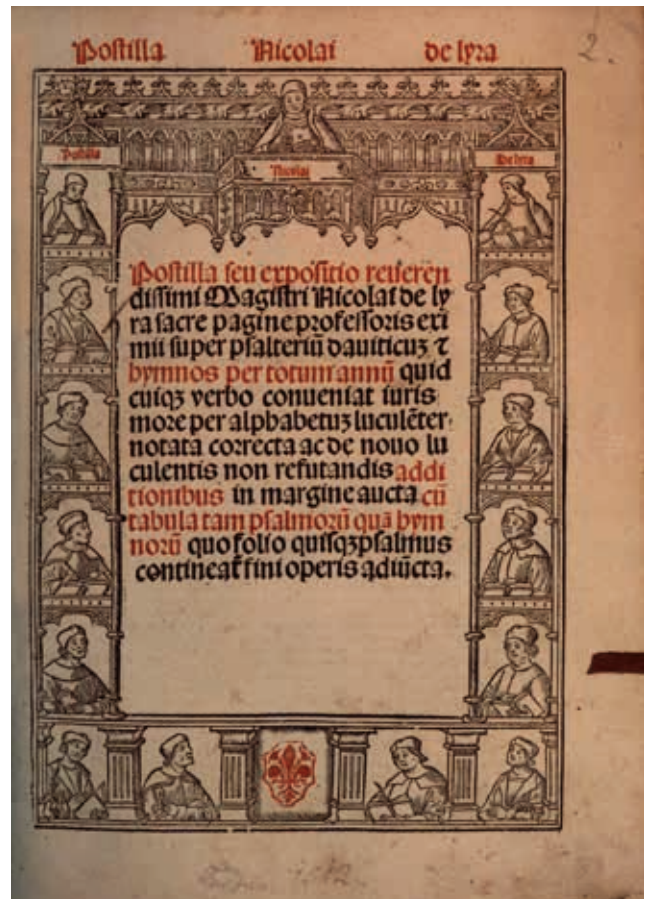 Postilla Nicolai de lyra
2.
Postilla
Nicolai
De lyra
Postilla seu expositio reueren
dissimi Magistri Nicolai de ly
ra sacre pagine professoris exi
mii super psalteriū dauiticuꝫ ⁊
hymnos per totum annū quid
cuiqꝫ verbo conueniat iuris
more per alphabetuꝫ luculēter
notata correcta ac de nouo lu
culentis non refutandis addi
tionibus in margine aucta cū
tabula tam psalmorū quā hym
norū quo folio quisqꝫ psalmus
contineat̄ fini operis adiūcta.